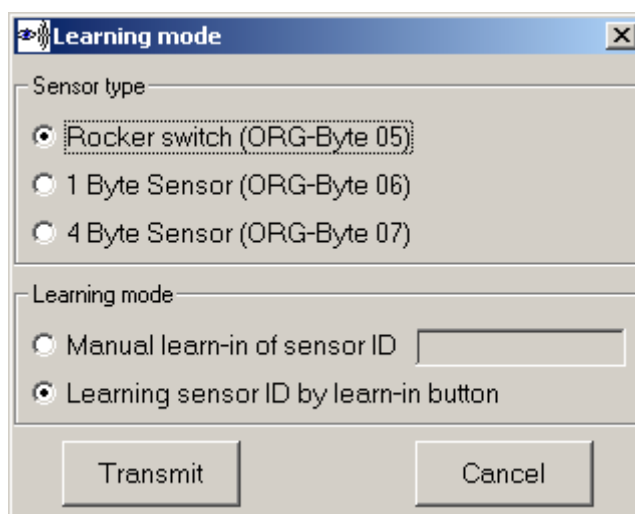 Learning mode
Sensor type
Rocker switch (ORG-Byte 05)
1 Byte Sensor (ORG-Byte 06)
4 Byte Sensor (ORG-Byte 07)
Learning mode
Manual learn-in of sensor ID
Learning sensor ID by learn-in button
Transmit Cancel